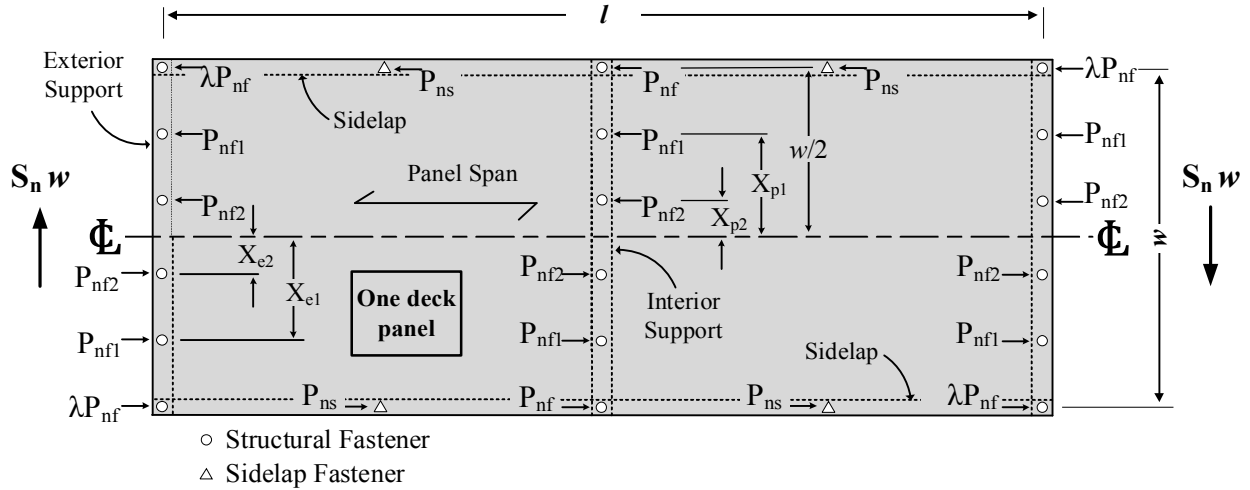 l
Exterior
Support
λPnf
Pns
Pnf
Pns
λPnf
Sidelap
Pnf1
Pnf1
w/2
Xp1
Pnf1
Sn w
Panel Span
Sn w
Pnf2
Pnf2
Xp2
Pnf2
w
℄
℄
Xe2
Pnf2
Xe1
One deck
panel
Pnf2
Interior
Support
Pnf2
Pnf1
Pnf1
Sidelap
Pnf1
λPnf
Pns
Pnf
Pns
λPnf
Structural Fastener
Sidelap Fastener